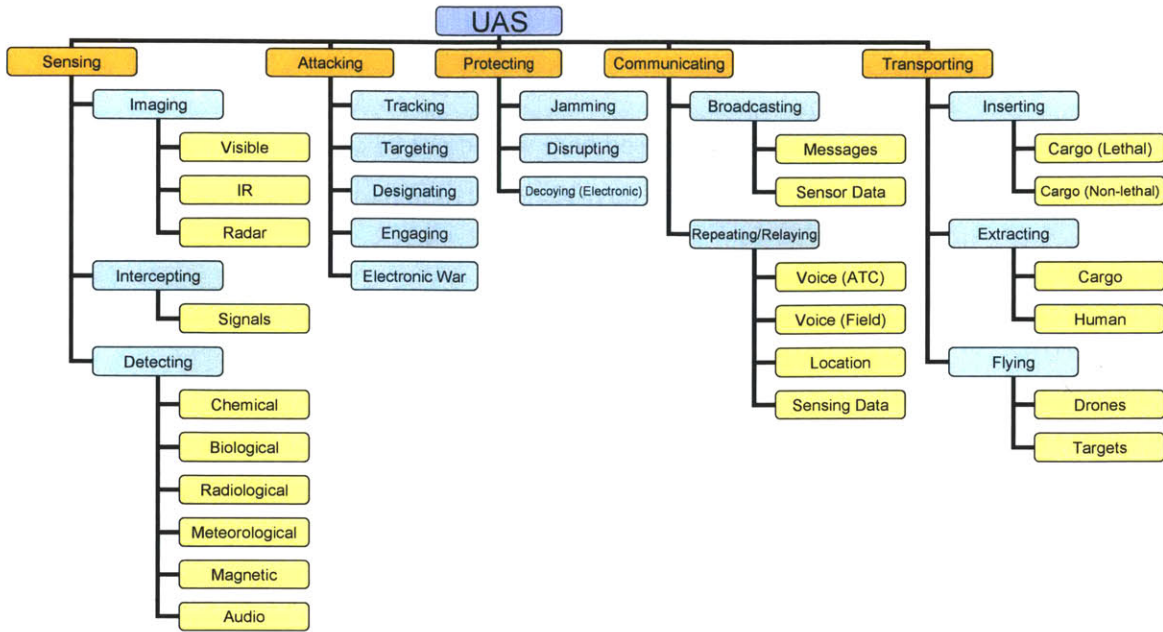 UAS
Sensing
Imaging
Visible
IR
Radar
Intercepting
Signals
Detecting
Chemical
Biological
Radiological
Meteorological
Magnetic
Audio
Attacking
Tracking
Targeting
Designating
Engaging
Electronic War
Protecting
Jamming
Disrupting
Decoying (Electronic)
Communicating
Broadcasting
Messages
Sensor Data
Repeating/Relaying
Voice (ATC)
Voice (Field)
Location
Sensing Data
Transporting
Inserting
Cargo (Lethal)
Cargo (Non-lethal)
Extracting
Cargo
Human
Flying
Drones
Targets